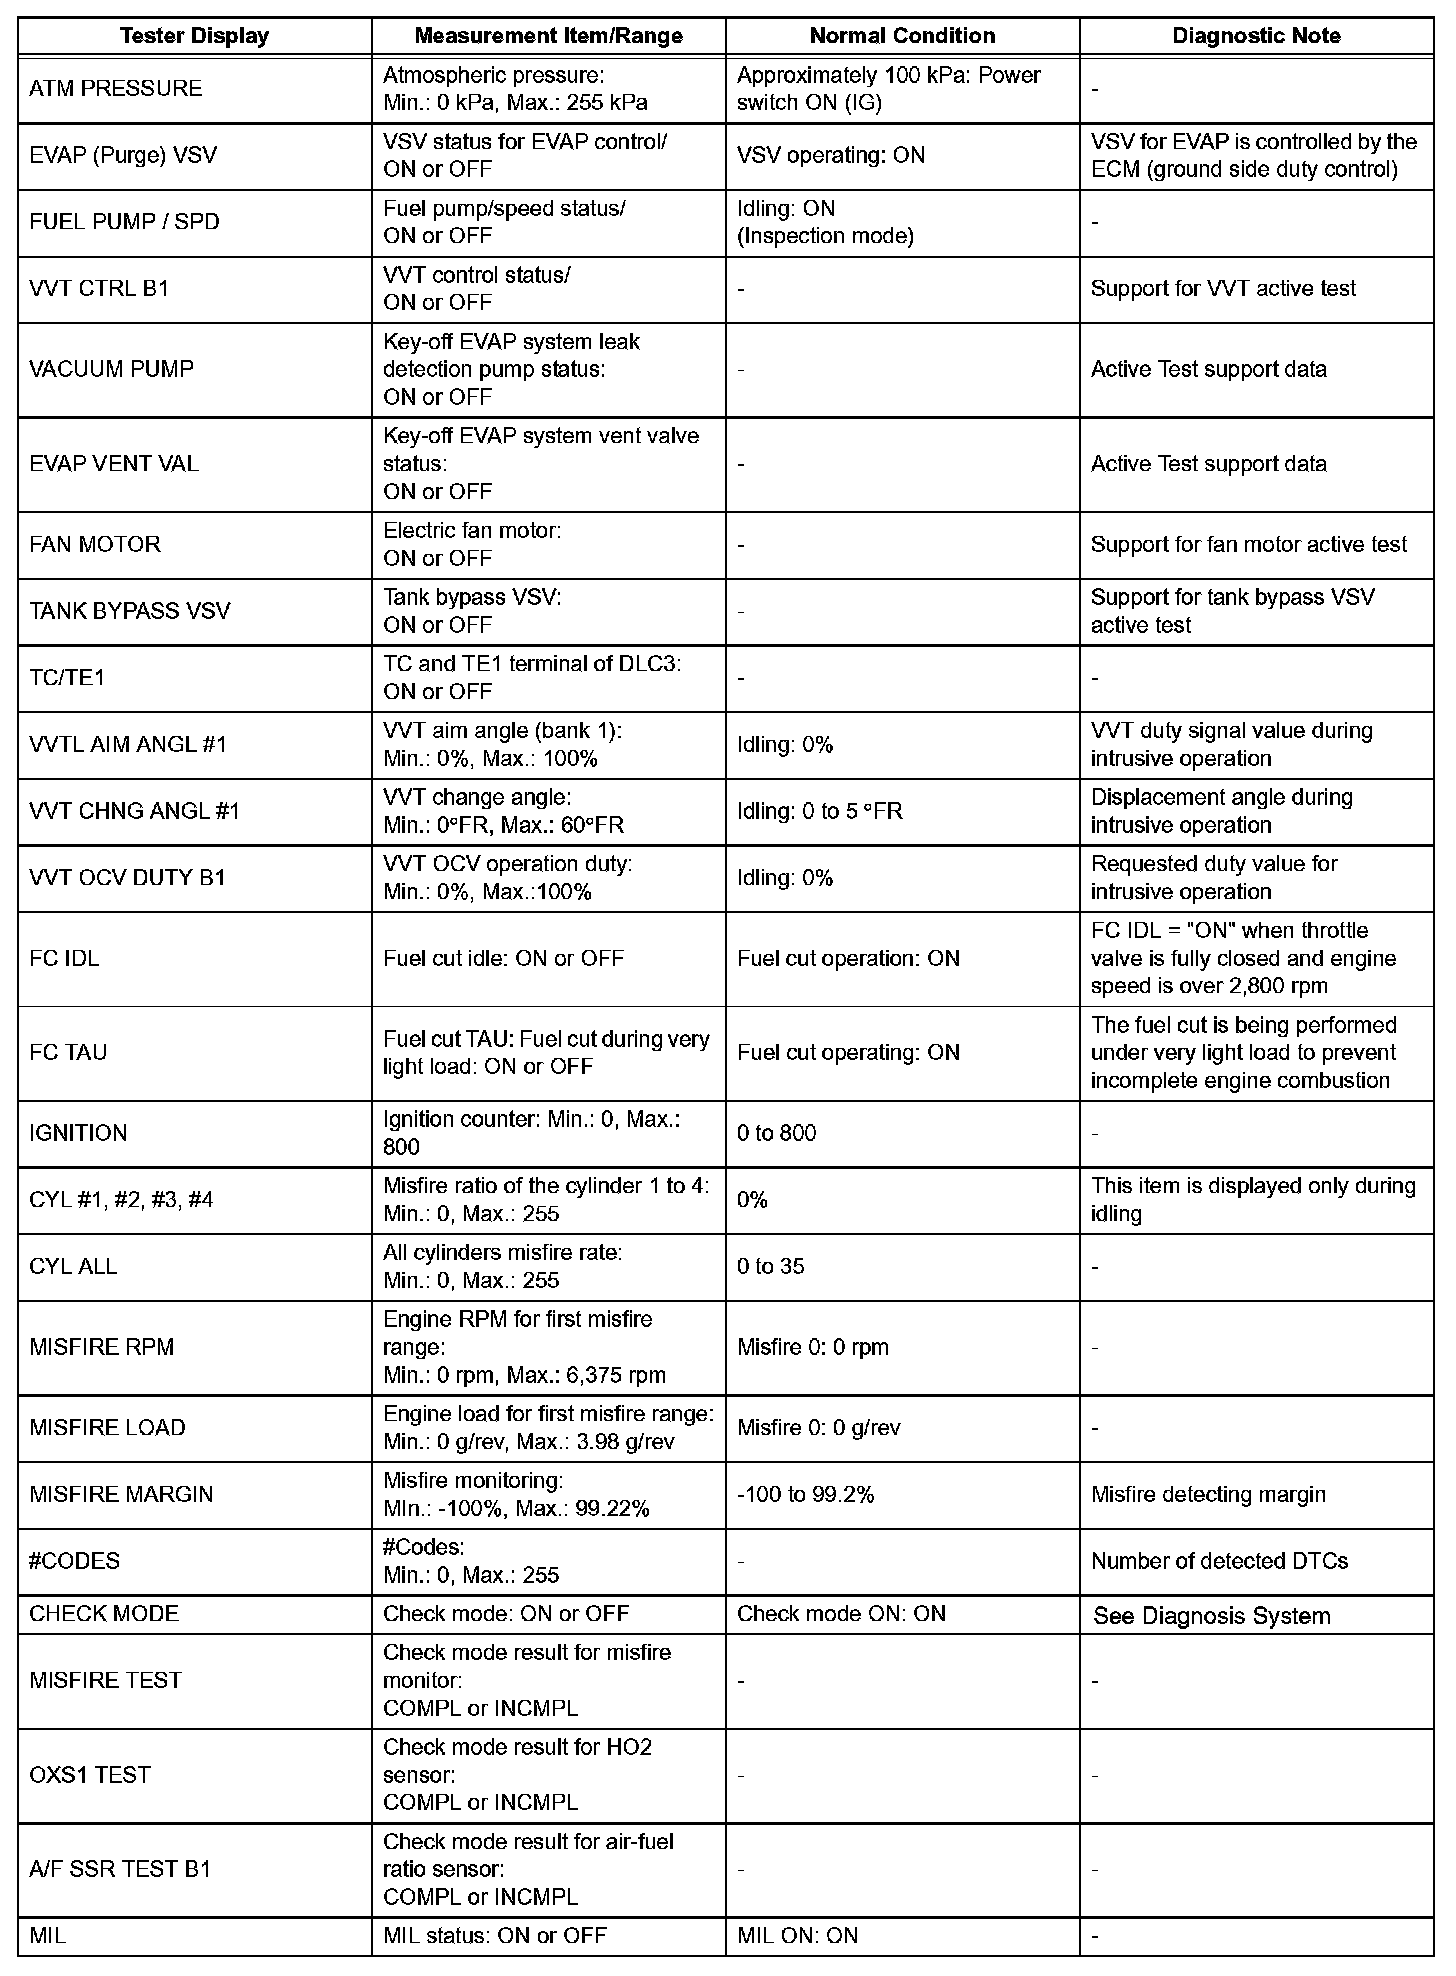 Tester Display
Measurement Item/Range
Normal Condition
Diagnostic Note
ATM PRESSURE
Atmospheric pressure:
Min.: 0 kPa, Max.: 255 kPa
Approximately 100 kPa: Power
switch ON (IG)
-
EVAP (Purge) VSV
VSV status for EVAP control/
ON or OFF
VSV operating: ON
VSV for EVAP is controlled by the
ECM (ground side duty control)
FUEL PUMP / SPD
Fuel pump/speed status/
ON or OFF
Idling: ON
(Inspection mode)
-
VVT CTRL B1
VVT control status/
ON or OFF
-
Support for VVT active test
VACUUM PUMP
Key-off EVAP system leak
detection pump status:
ON or OFF
-
Active Test support data
EVAP VENT VAL
Key-off EVAP system vent valve
status:
ON or OFF
-
Active Test support data
FAN MOTOR
Electric fan motor:
ON or OFF
-
Support for fan motor active test
TANK BYPASS VSV
Tank bypass VSV:
ON or OFF
-
Support for tank bypass VSV
active test
TC/TE1
TC and TE1 terminal of DLC3:
ON or OFF
-
-
VVTL AIM ANGL #1
VVT aim angle (bank 1):
Min.: 0%, Max.: 100%
Idling: 0%
VVT duty signal value during
intrusive operation
VVT CHNG ANGL #1
VVT change angle:
Min.: 0°FR, Max.: 60°FR
Idling: 0 to 5 °FR
Displacement angle during
intrusive operation
VVT OCV DUTY B1
VVT OCV operation duty:
Min.: 0%, Max.:100%
Idling: 0%
Requested duty value for
intrusive operation
FC IDL
Fuel cut idle: ON or OFF
Fuel cut operation: ON
FC IDL = "ON" when throttle
valve is fully closed and engine
speed is over 2,800 rpm
FC TAU
Fuel cut TAU: Fuel cut during very
light load: ON or OFF
Fuel cut operating: ON
The fuel cut is being performed
under very light load to prevent
incomplete engine combustion
IGNITION
Ignition counter: Min.: 0, Max.:
800
0 to 800
-
CYL #1, #2, #3, #4
Misfire ratio of the cylinder 1 to 4:
Min.: 0, Max.: 255
0%
This item is displayed only during
idling
CYL ALL
All cylinders misfire rate:
Min.: 0, Max.: 255
0 to 35
-
MISFIRE RPM
Engine RPM for first misfire
range:
Min.: 0 rpm, Max.: 6,375 rpm
Misfire 0: 0 rpm
-
MISFIRE LOAD
Engine load for first misfire range:
Min.: 0 g/rev, Max.: 3.98 g/rev
Misfire 0: 0 g/rev
-
MISFIRE MARGIN
Misfire monitoring:
MIn.: -100%, Max.: 99.22%
-100 to 99.2%
Misfire detecting margin
#CODES
#Codes:
Min.: 0, Max.: 255
-
Number of detected DTCs
CHECK MODE
Check mode: ON or OFF
Check mode ON: ON
See Diagnosis System
MISFIRE TEST
Check mode result for misfire
monitor:
COMPL or INCMPL
-
-
OXS1 TEST
Check mode result for HO2
sensor:
COMPL or INCMPL
-
-
A/F SSR TEST B1
Check mode result for air-fuel
ratio sensor:
COMPL or INCMPL
-
-
MIL
MIL status: ON or OFF
MIL ON: ON
-